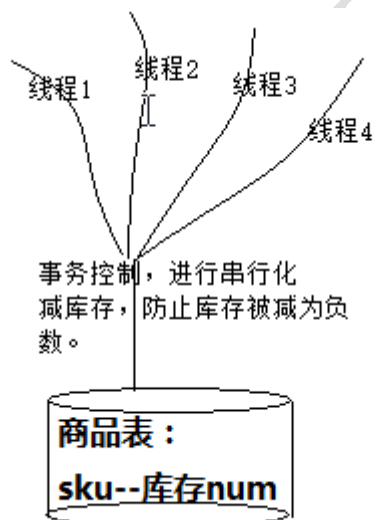 线程1
线程2
线程3
线程4
事务控制，进行串行化
减库存，防止库存被减为负
数。
商品表：
sku--库存num